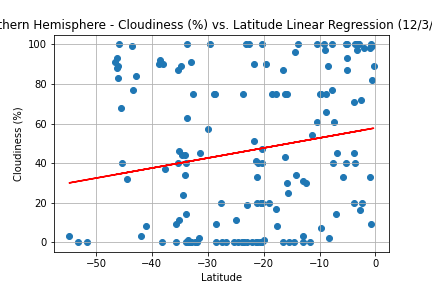 thern Hemisphere - Cloudiness (%) vs. Latitude Linear Regression (12/3/
100
80
60
40
20
0
Cloudiness (%)
−50 −40 −30 −20 −10 0
Latitude